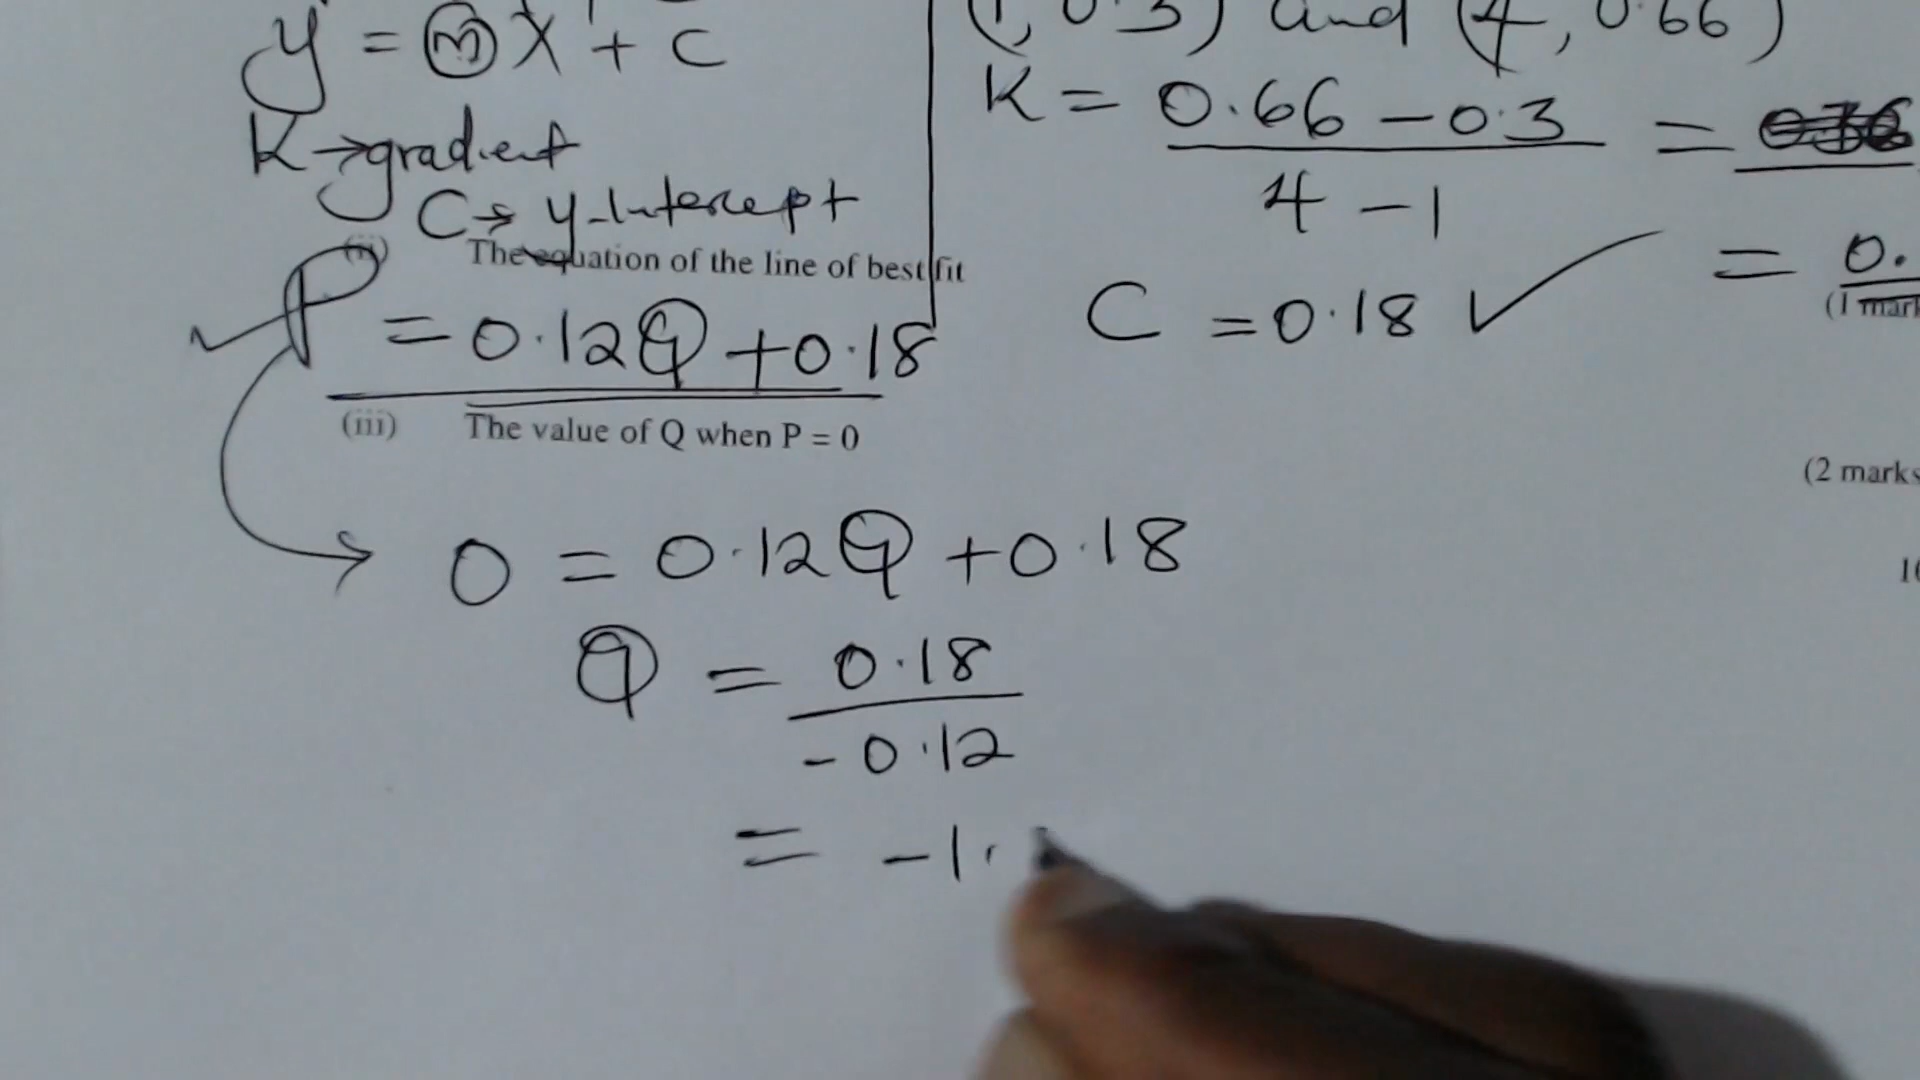 y = mx + c
K → gradient
C → y-Intercept
(1, 0.3) and (4, 0.66)
K = 0.66 - 0.3 =
4 - 1
= 0.
C = 0.18 ✓
(1 mark
(ii) The equation of the line of best fit
P = 0.12Q + 0.18
(2 marks
(iii) The value of Q when P = 0
0 = 0.12Q + 0.18
Q = 0.18
-0.12
= -1.